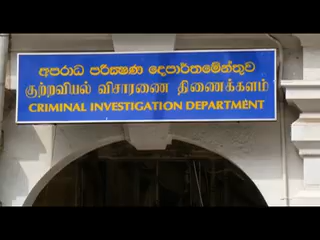 අපරාධ පරීක්ෂණ දෙපාර්තමේන්තුව
குற்றவியல் விசாரணை திணைக்களம்
CRIMINAL INVESTIGATION DEPARTMENT